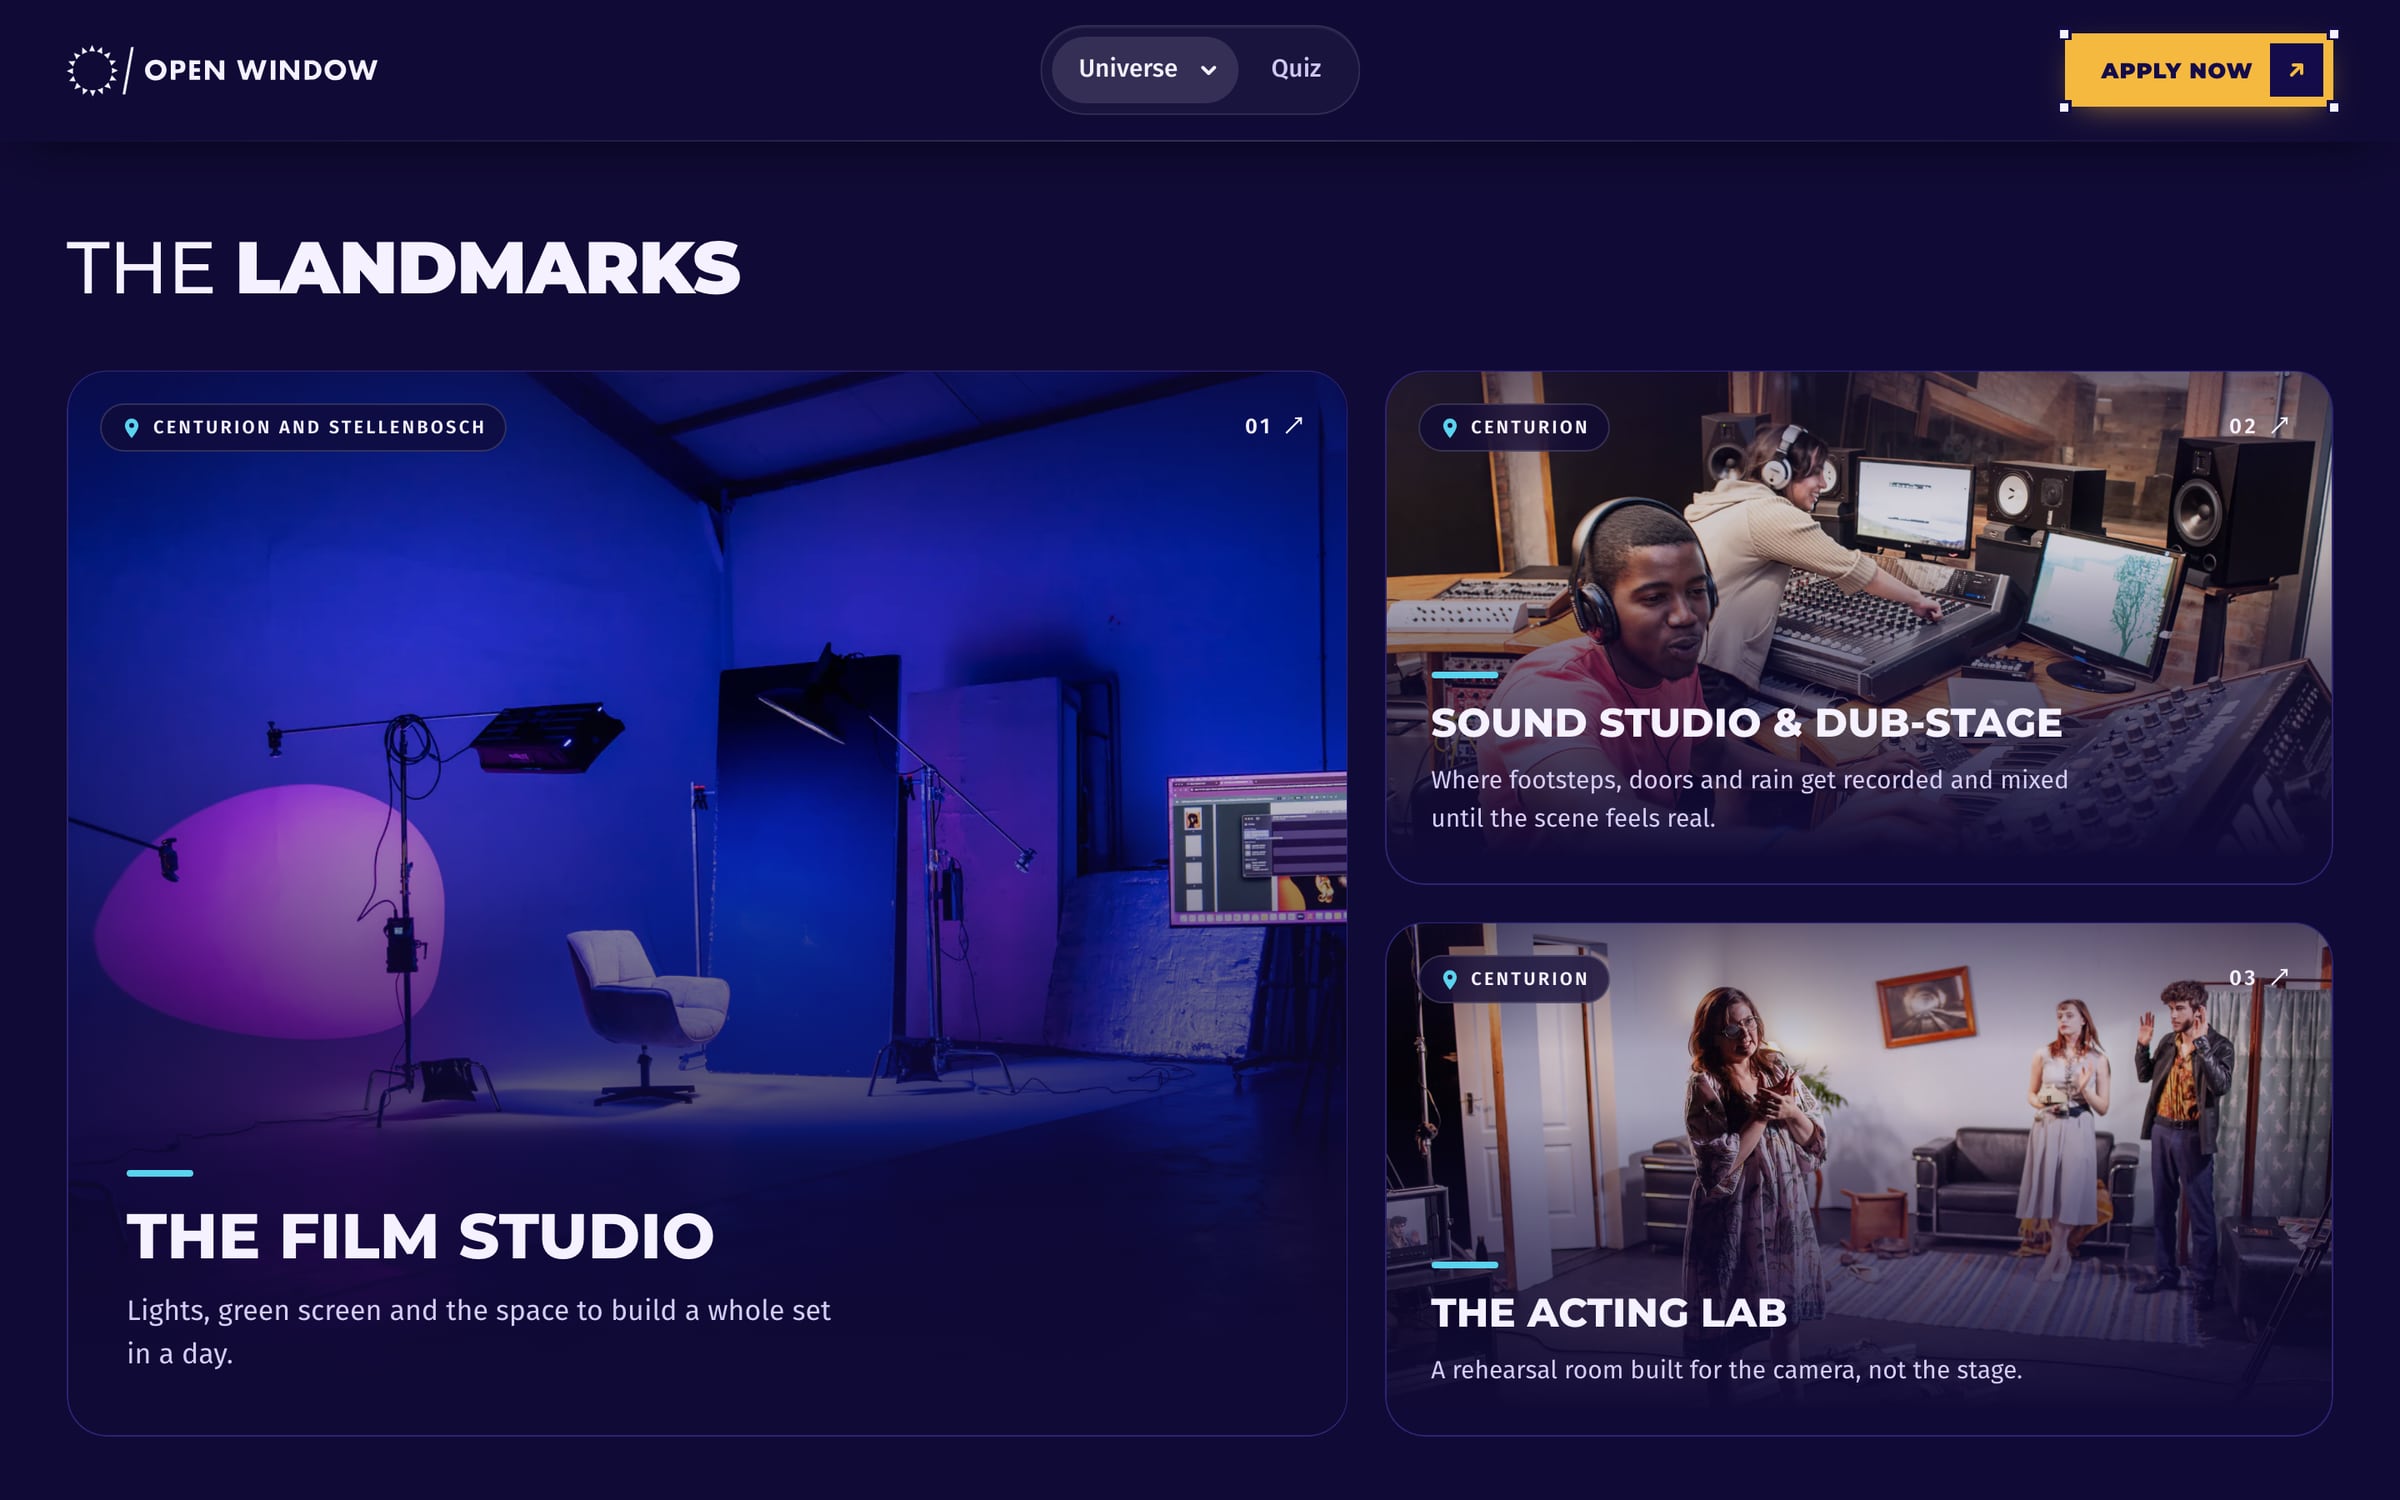 OPEN WINDOW
Universe
Quiz
APPLY NOW
THE LANDMARKS
CENTURION AND STELLENBOSCH
01
THE FILM STUDIO
Lights, green screen and the space to build a whole set
in a day.
CENTURION
02
SOUND STUDIO & DUB-STAGE
Where footsteps, doors and rain get recorded and mixed
until the scene feels real.
CENTURION
03
THE ACTING LAB
A rehearsal room built for the camera, not the stage.